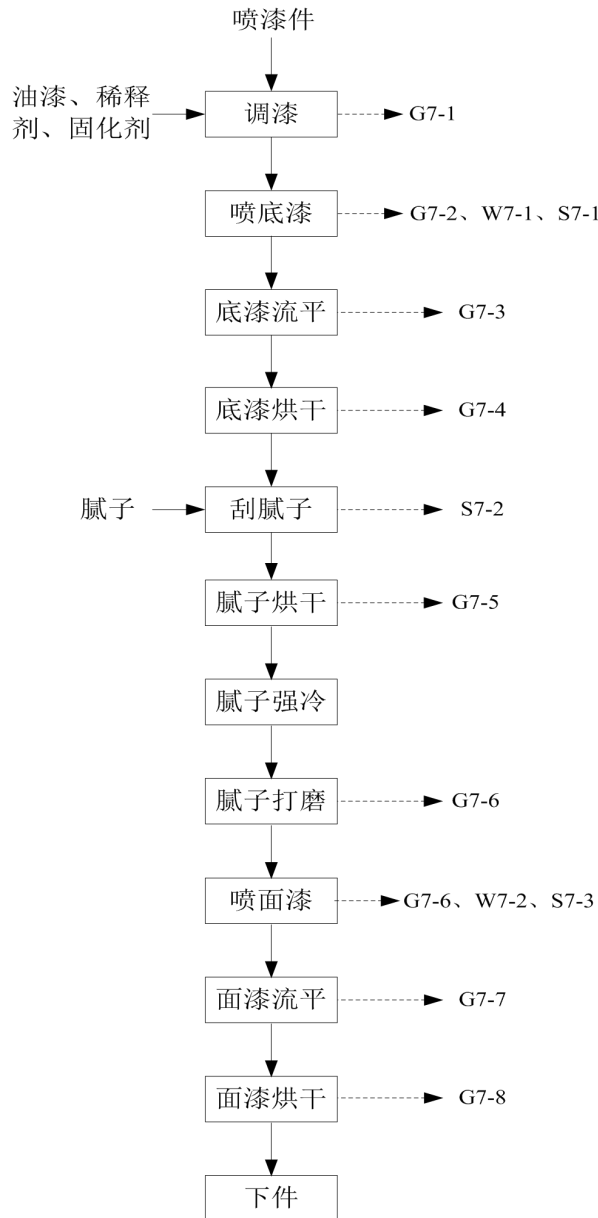 喷漆件
油漆、稀释
剂、固化剂
调漆
G7-1
喷底漆
G7-2、W7-1、S7-1
底漆流平
G7-3
底漆烘干
G7-4
腻子
刮腻子
S7-2
腻子烘干
G7-5
腻子强冷
腻子打磨
G7-6
喷面漆
G7-6、W7-2、S7-3
面漆流平
G7-7
面漆烘干
G7-8
下件